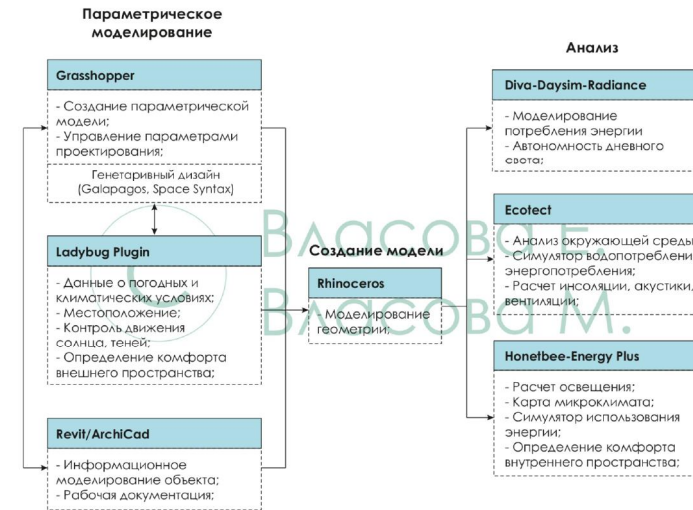 Параметрическое
моделирование
Grasshopper
- Создание параметрической
модели;
- Управление параметрами
проектирования;
Генетаривный дизайн
(Galapagos, Space Syntax)
Ladybug Plugin
- Данные о погодных и
климатических условиях;
- Местоположение;
- Контроль движения
солнца, теней;
- Определение комфорта
внешнего пространства;
Revit/ArchiCad
- Информационное
моделирование объекта;
- Рабочая документация;
Создание модели
Rhinoceros
- Моделирование
геометрии;
Анализ
Diva-Daysim-Radiance
- Моделирование
потребления энергии
- Автономность дневного
света;
Ecotect
- Анализ окружающей среды
- Симулятор водопотреблени
энергопотребления;
- Расчет инсоляции, акустики,
вентиляции;
Honetbee-Energy Plus
- Расчет освещения;
- Карта микроклимата;
- Симулятор использования
энергии;
- Определение комфорта
внутреннего пространства;
© Власова Е.
Власова М.